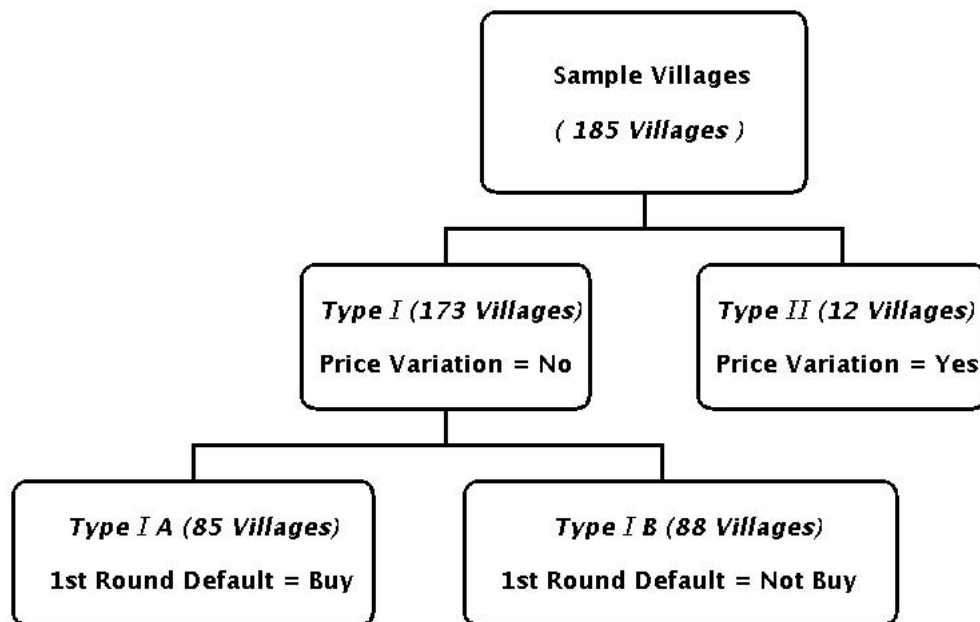 Sample Villages
( 185 Villages )
Type I (173 Villages)
Price Variation = No
Type II (12 Villages)
Price Variation = Yes
Type I A (85 Villages)
1st Round Default = Buy
Type I B (88 Villages)
1st Round Default = Not Buy